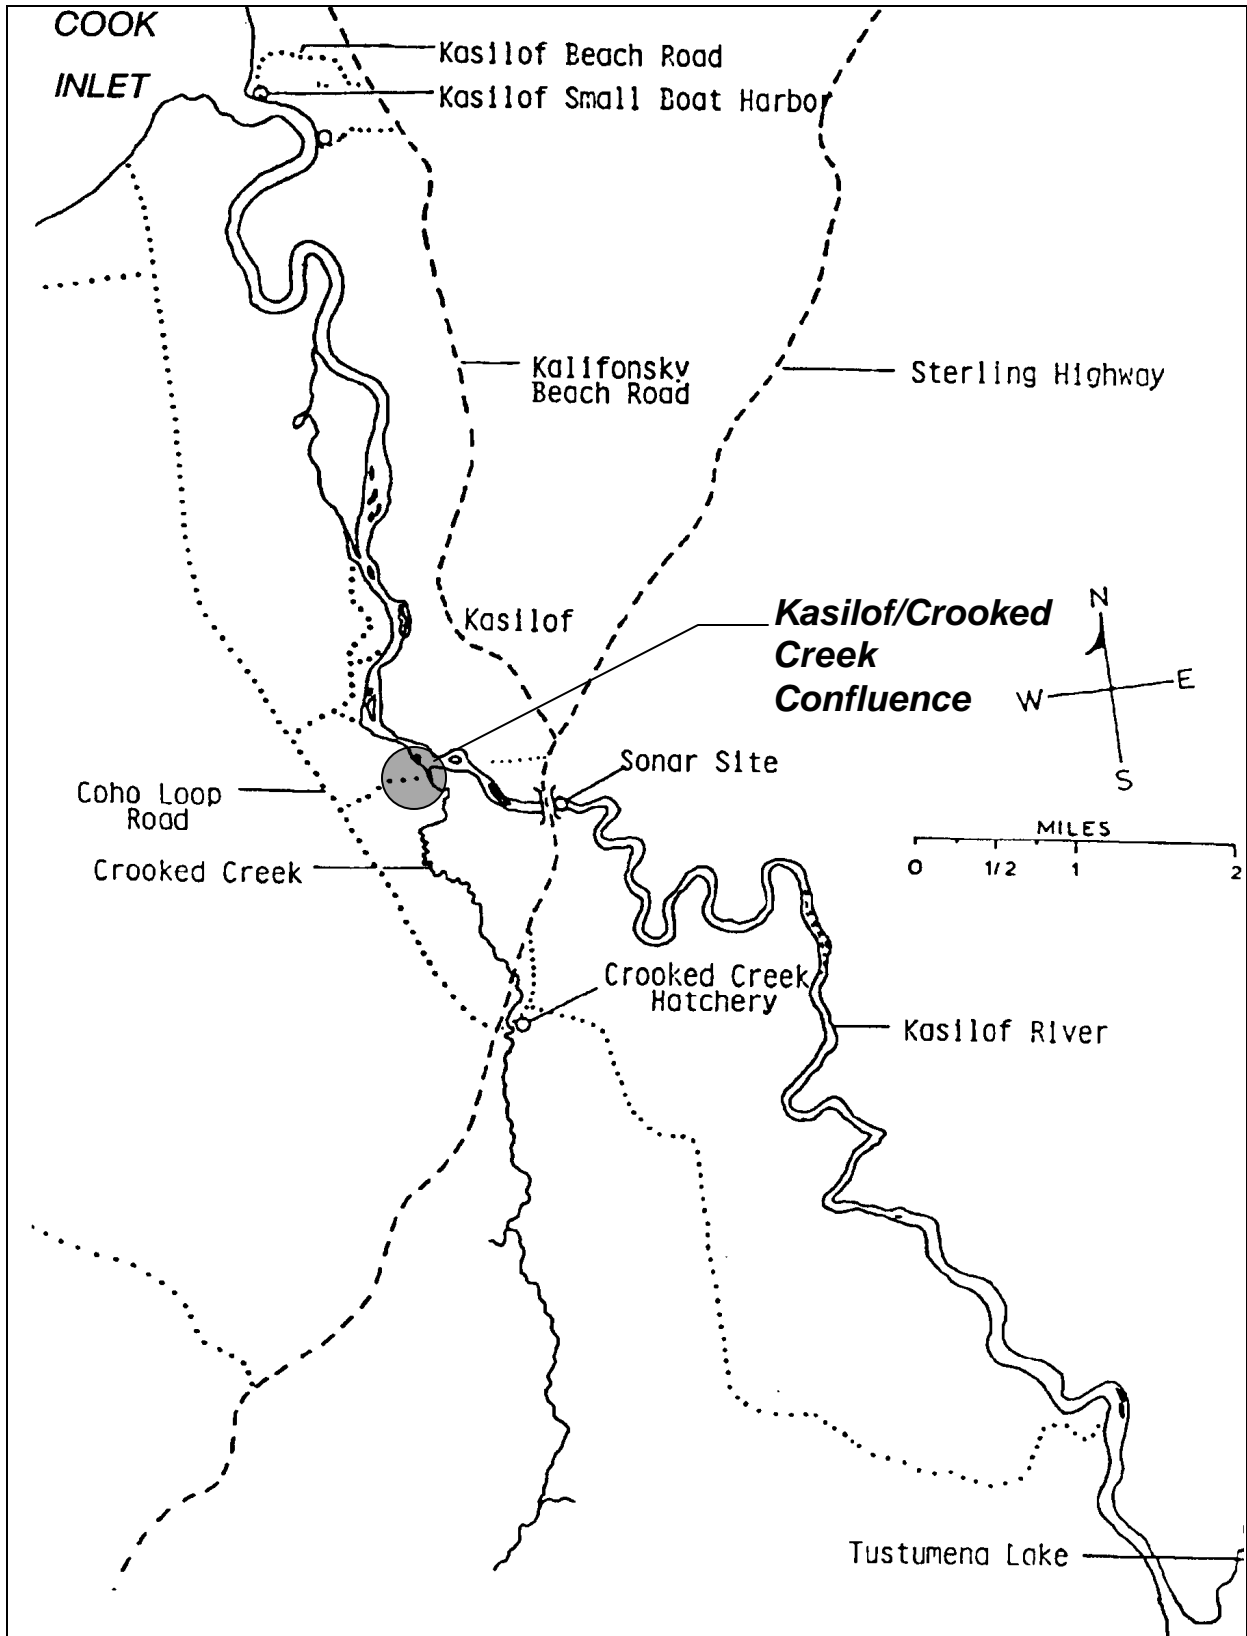 COOK
INLET
Kasilof Beach Road
Kasilof Small Boat Harbor
Kalifonsky
Beach Road
Sterling Highway
Kasilof
Kasilof/Crooked
Creek
Confluence
N
W
E
S
Sonar Site
Coho Loop
Road
Crooked Creek
MILES
0 1/2 1 2
Crooked Creek
Hatchery
Kasilof River
Tustumena Lake